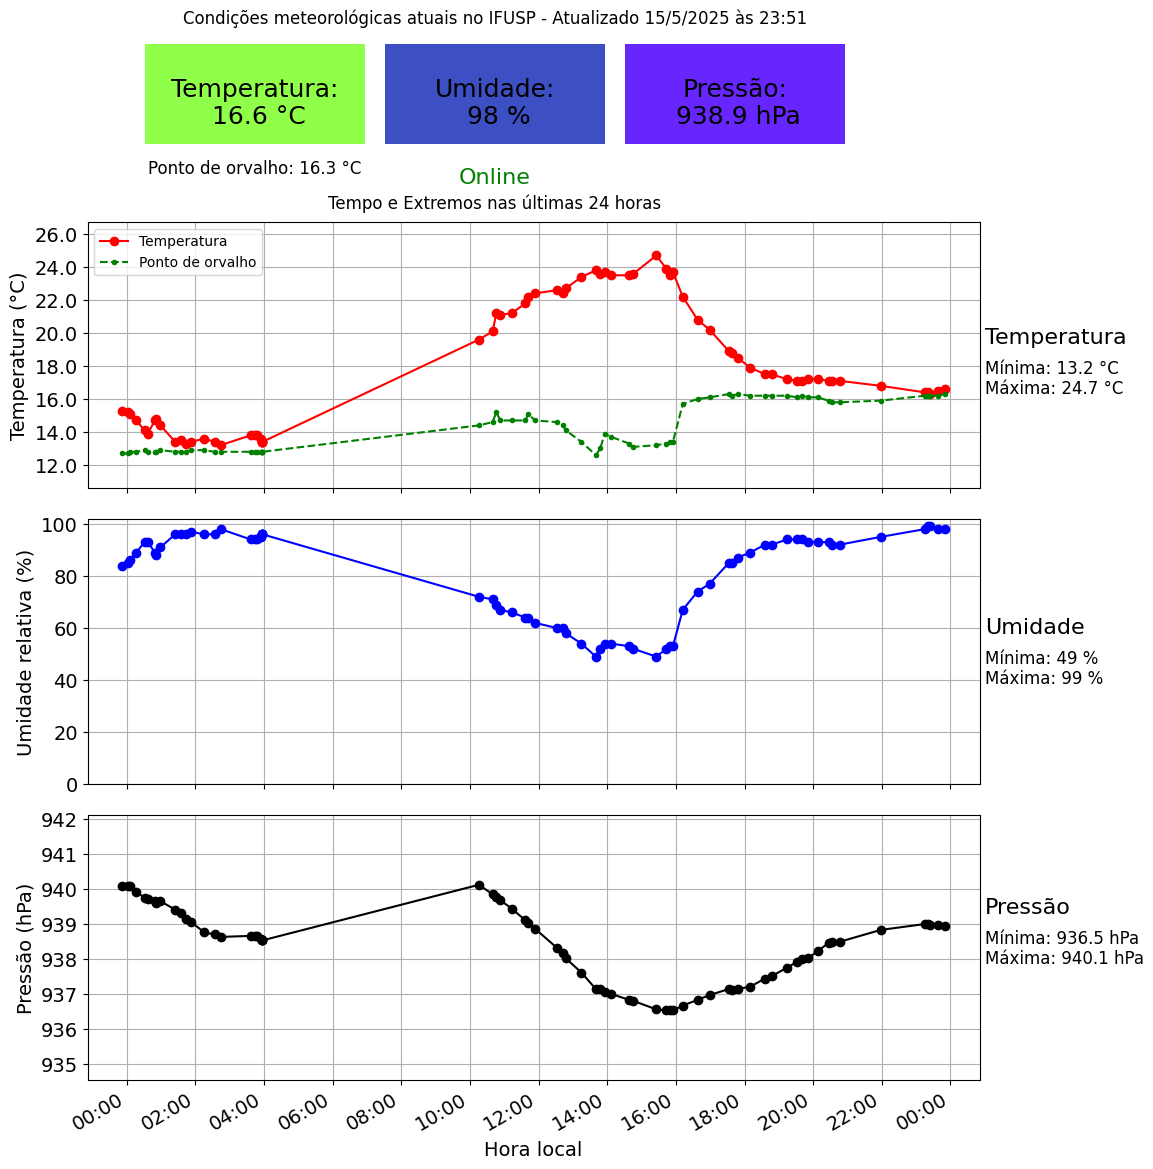 Condições meteorológicas atuais no IFUSP - Atualizado 15/5/2025 às 23:51
Temperatura:
16.6 °C
Umidade:
98 %
Pressão:
938.9 hPa
Ponto de orvalho: 16.3 °C
Online
Tempo e Extremos nas últimas 24 horas
Temperatura
Ponto de orvalho
Temperatura (°C)
26.0
24.0
22.0
20.0
18.0
16.0
14.0
12.0
Temperatura
Mínima: 13.2 °C
Máxima: 24.7 °C
Umidade relativa (%)
100
80
60
40
20
0
Umidade
Mínima: 49 %
Máxima: 99 %
Pressão (hPa)
942
941
940
939
938
937
936
935
Pressão
Mínima: 936.5 hPa
Máxima: 940.1 hPa
00:00
02:00
04:00
06:00
08:00
10:00
12:00
14:00
16:00
18:00
20:00
22:00
00:00
Hora local